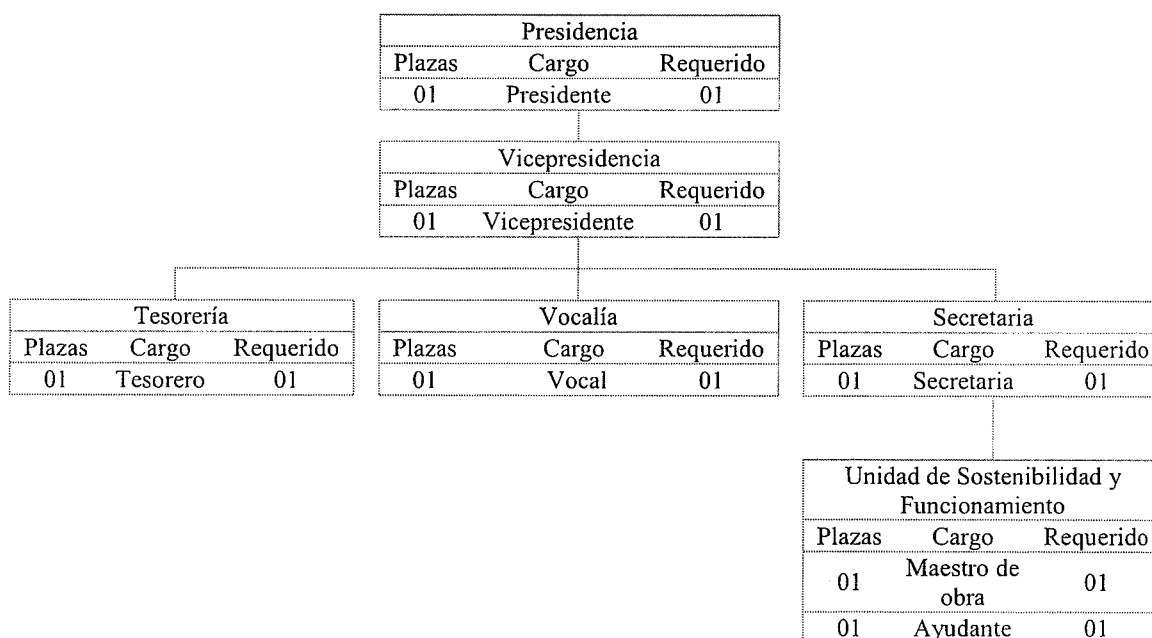 Presidencia
Plazas Cargo Requerido
01 Presidente 01
Vicepresidencia
Plazas Cargo Requerido
01 Vicepresidente 01
Tesorería
Plazas Cargo Requerido
01 Tesorero 01
Vocalía
Plazas Cargo Requerido
01 Vocal 01
Secretaria
Plazas Cargo Requerido
01 Secretaria 01
Unidad de Sostenibilidad y
Funcionamiento
Plazas Cargo Requerido
01 Maestro de
obra 01
01 Ayudante 01